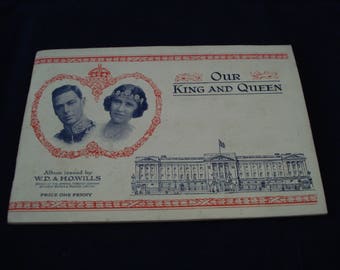 OUR
KING AND QUEEN
Album issued by
W.D. & H.O. WILLS
PRICE ONE PENNY